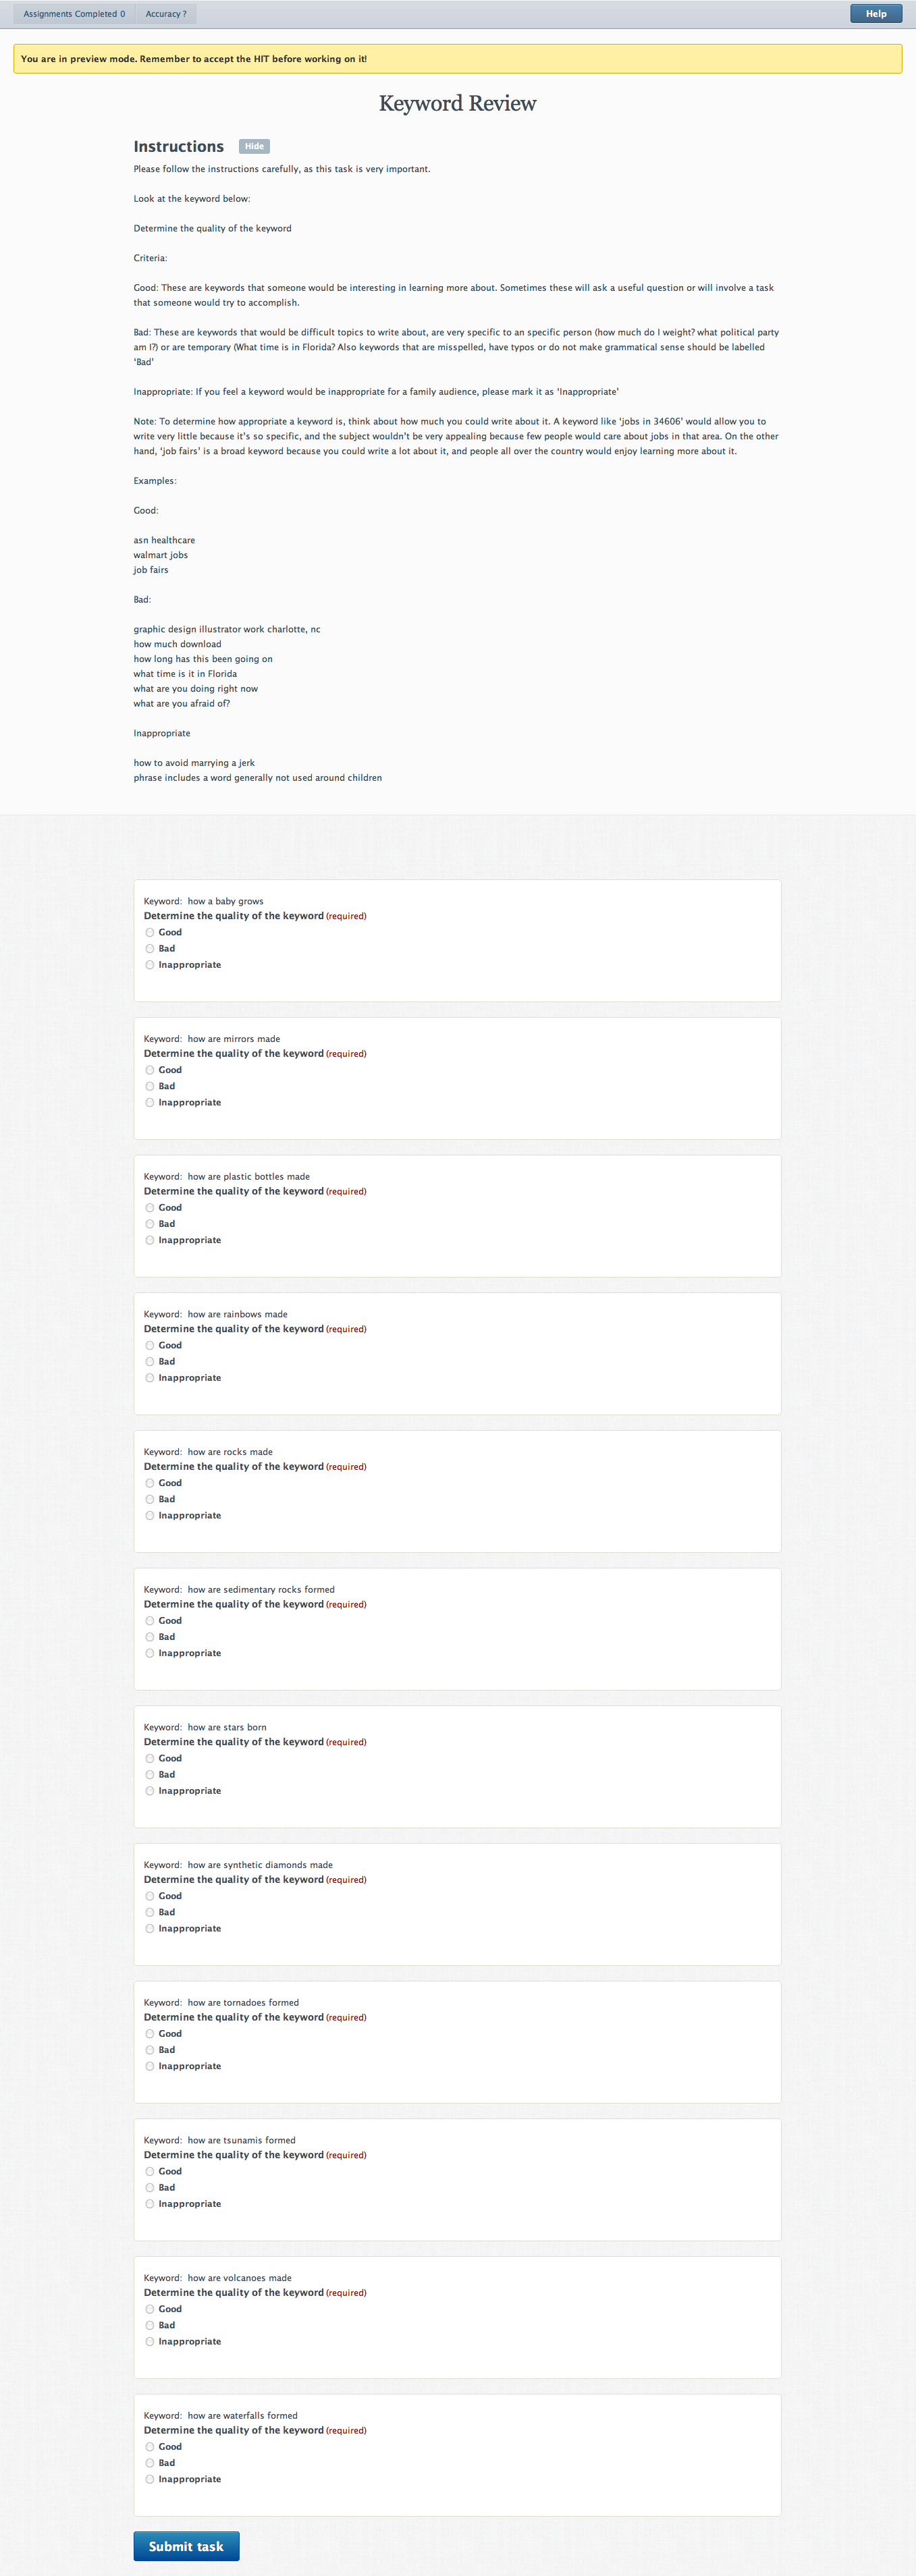 Assignments Completed 0 Accuracy ? Help
You are in preview mode. Remember to accept the HIT before working on it!
Keyword Review
Instructions Hide
Please follow the instructions carefully, as this task is very important.
Look at the keyword below:
Determine the quality of the keyword
Criteria:
Good: These are keywords that someone would be interesting in learning more about. Sometimes these will ask a useful question or will involve a task
that someone would try to accomplish.
Bad: These are keywords that would be difficult topics to write about, are very specific to an specific person (how much do I weight? what political party
am I?) or are temporary (What time is in Florida? Also keywords that are misspelled, have typos or do not make grammatical sense should be labelled
'Bad'
Inappropriate: If you feel a keyword would be inappropriate for a family audience, please mark it as 'Inappropriate'
Note: To determine how appropriate a keyword is, think about how much you could write about it. A keyword like 'jobs in 34606' would allow you to
write very little because it's so specific, and the subject wouldn't be very appealing because few people would care about jobs in that area. On the other
hand, 'job fairs' is a broad keyword because you could write a lot about it, and people all over the country would enjoy learning more about it.
Examples:
Good:
asn healthcare
walmart jobs
job fairs
Bad:
graphic design illustrator work charlotte, nc
how much download
how long has this been going on
what time is it in Florida
what are you doing right now
what are you afraid of?
Inappropriate
how to avoid marrying a jerk
phrase includes a word generally not used around children
Keyword: how a baby grows
Determine the quality of the keyword (required)
Good
Bad
Inappropriate
Keyword: how are mirrors made
Determine the quality of the keyword (required)
Good
Bad
Inappropriate
Keyword: how are plastic bottles made
Determine the quality of the keyword (required)
Good
Bad
Inappropriate
Keyword: how are rainbows made
Determine the quality of the keyword (required)
Good
Bad
Inappropriate
Keyword: how are rocks made
Determine the quality of the keyword (required)
Good
Bad
Inappropriate
Keyword: how are sedimentary rocks formed
Determine the quality of the keyword (required)
Good
Bad
Inappropriate
Keyword: how are stars born
Determine the quality of the keyword (required)
Good
Bad
Inappropriate
Keyword: how are synthetic diamonds made
Determine the quality of the keyword (required)
Good
Bad
Inappropriate
Keyword: how are tornadoes formed
Determine the quality of the keyword (required)
Good
Bad
Inappropriate
Keyword: how are tsunamis formed
Determine the quality of the keyword (required)
Good
Bad
Inappropriate
Keyword: how are volcanoes made
Determine the quality of the keyword (required)
Good
Bad
Inappropriate
Keyword: how are waterfalls formed
Determine the quality of the keyword (required)
Good
Bad
Inappropriate
Submit task